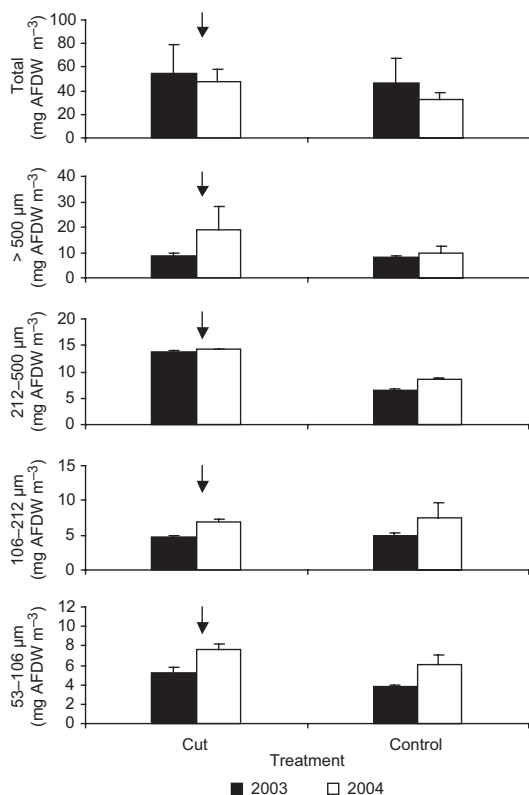 Total
(mg AFDW m⁻³)
120
100
80
60
40
20
0
> 500 µm
(mg AFDW m⁻³)
40
30
20
10
0
212–500 µm
(mg AFDW m⁻³)
20
15
10
5
0
106–212 µm
(mg AFDW m⁻³)
15
10
5
0
53–106 µm
(mg AFDW m⁻³)
12
10
8
6
4
2
0
Cut Control
Treatment
2003 2004